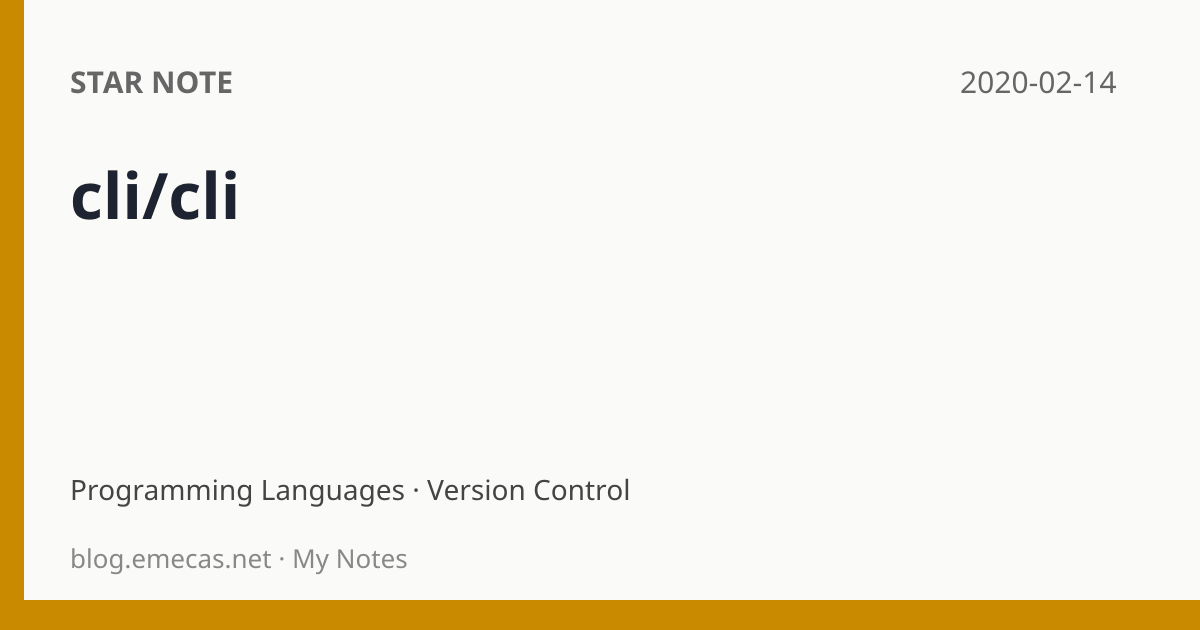 STAR NOTE
2020-02-14
cli/cli
Programming Languages · Version Control
blog.emecas.net · My Notes